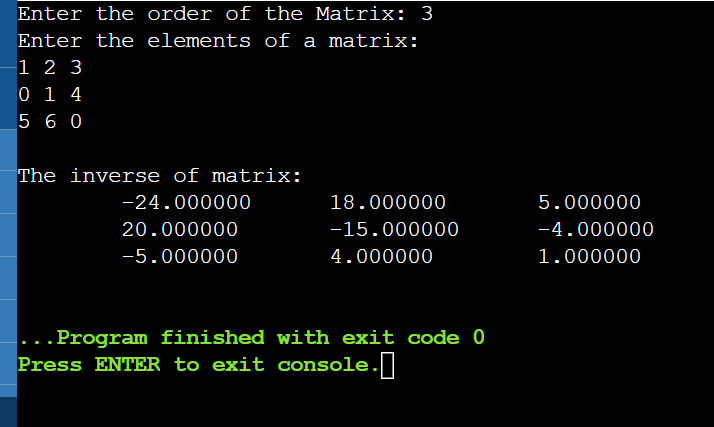 Enter the order of the Matrix: 3
Enter the elements of a matrix:
1 2 3
0 1 4
5 6 0
The inverse of matrix:
-24.000000 18.000000 5.000000
20.000000 -15.000000 -4.000000
-5.000000 4.000000 1.000000
...Program finished with exit code 0
Press ENTER to exit console.